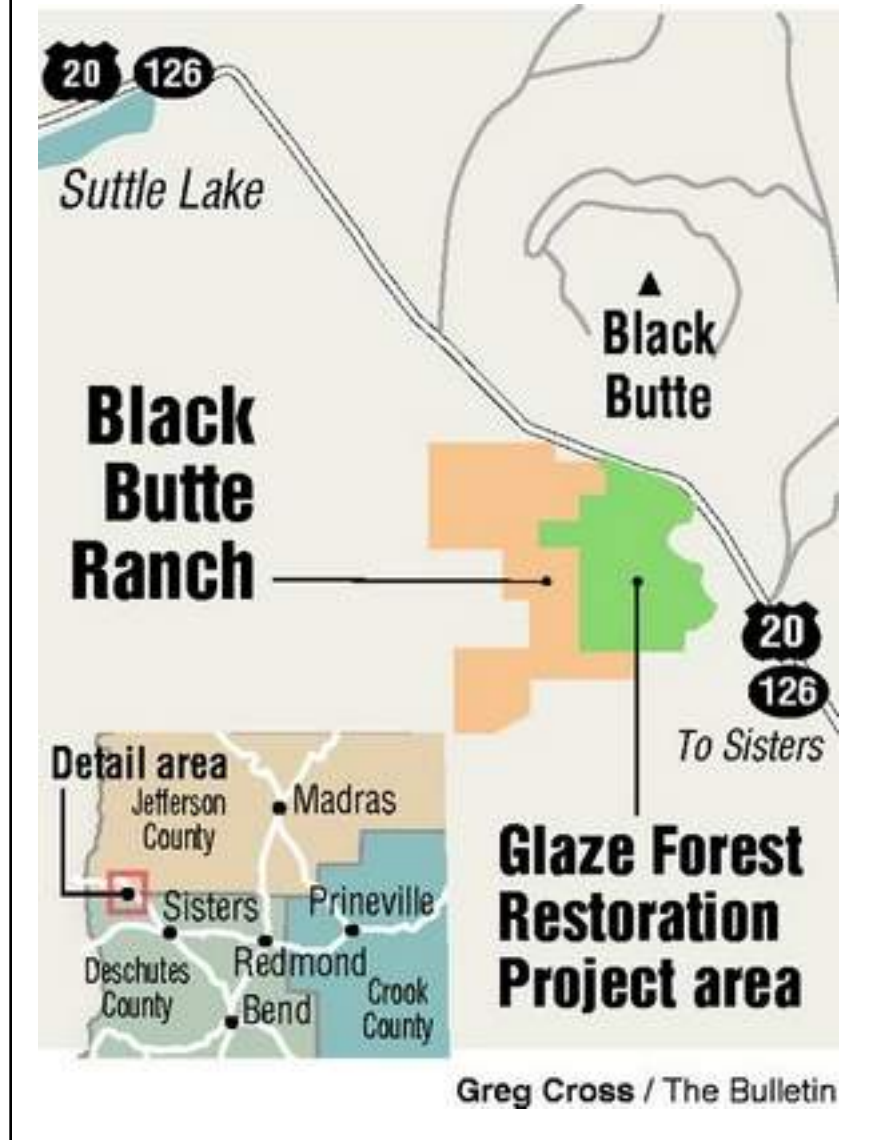 20 126
Suttle Lake
Black
Butte
Black
Butte
Ranch
20
126
To Sisters
Detail area
Jefferson
County
Madras
Sisters
Prineville
Redmond
Deschutes
County
Bend
Crook
County
Glaze Forest
Restoration
Project area
Greg Cross / The Bulletin